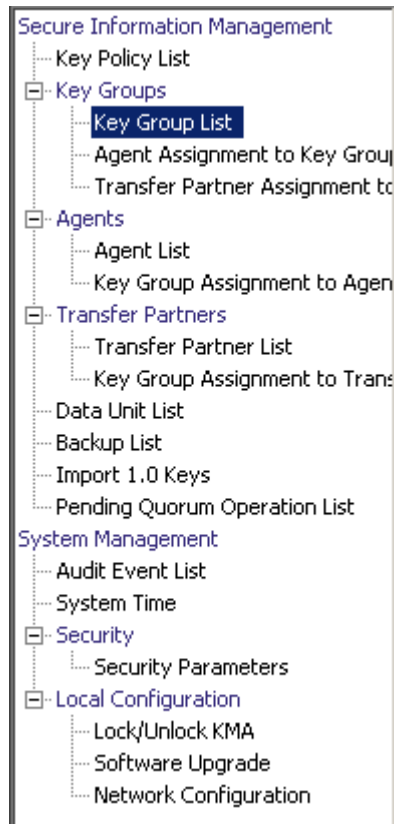 Secure Information Management
Key Policy List
Key Groups
Key Group List
Agent Assignment to Key Group
Transfer Partner Assignment to
Agents
Agent List
Key Group Assignment to Agen
Transfer Partners
Transfer Partner List
Key Group Assignment to Trans
Data Unit List
Backup List
Import 1.0 Keys
Pending Quorum Operation List
System Management
Audit Event List
System Time
Security
Security Parameters
Local Configuration
Lock/Unlock KMA
Software Upgrade
Network Configuration